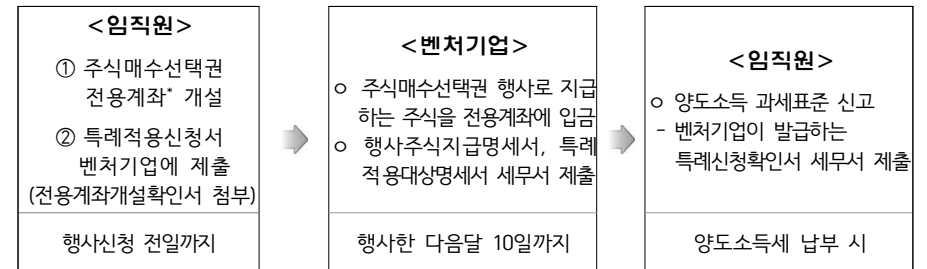 <임직원>
① 주식매수선택권
전용계좌* 개설
② 특례적용신청서
벤처기업에 제출
(전용계좌개설확인서 첨부)
행사신청 전일까지
<벤처기업>
ㅇ 주식매수선택권 행사로 지급
하는 주식을 전용계좌에 입금
ㅇ 행사주식지급명세서, 특례
적용대상명세서 세무서 제출
행사한 다음달 10일까지
<임직원>
ㅇ 양도소득 과세표준 신고
- 벤처기업이 발급하는
특례신청확인서 세무서 제출
양도소득세 납부 시